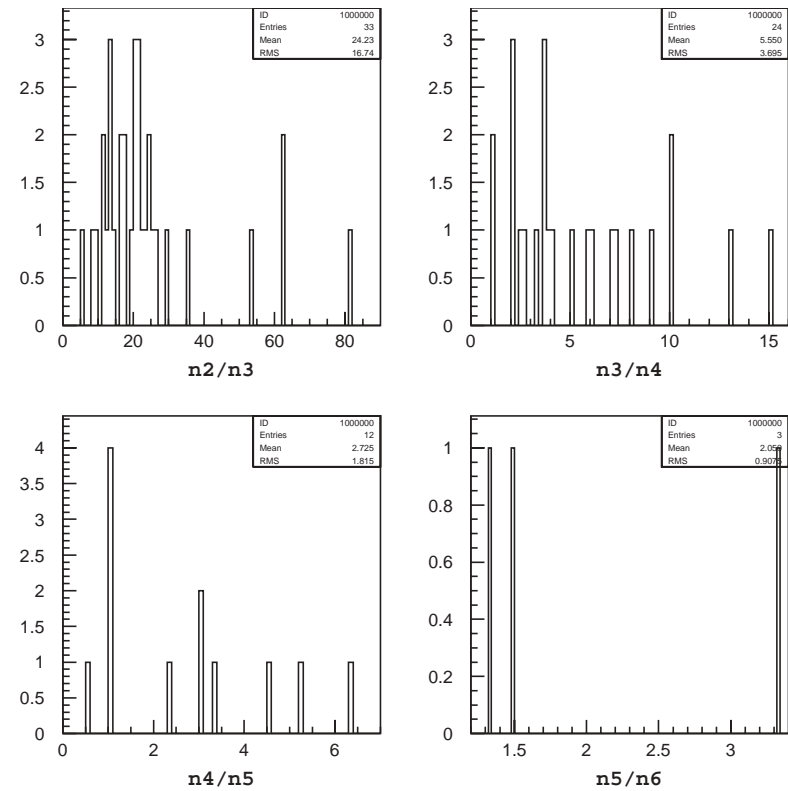 ID 1000000
Entries 33
Mean 24.23
RMS 16.74
3
2.5
2
1.5
1
0.5
0
0 20 40 60 80
n2/n3
ID 1000000
Entries 24
Mean 5.550
RMS 3.695
3
2.5
2
1.5
1
0.5
0
0 5 10 15
n3/n4
ID 1000000
Entries 12
Mean 2.725
RMS 1.815
4
3.5
3
2.5
2
1.5
1
0.5
0
0 2 4 6
n4/n5
ID 1000000
Entries 3
Mean
RMS 0.9075
1
0.8
0.6
0.4
0.2
0
1.5 2 2.5 3
n5/n6